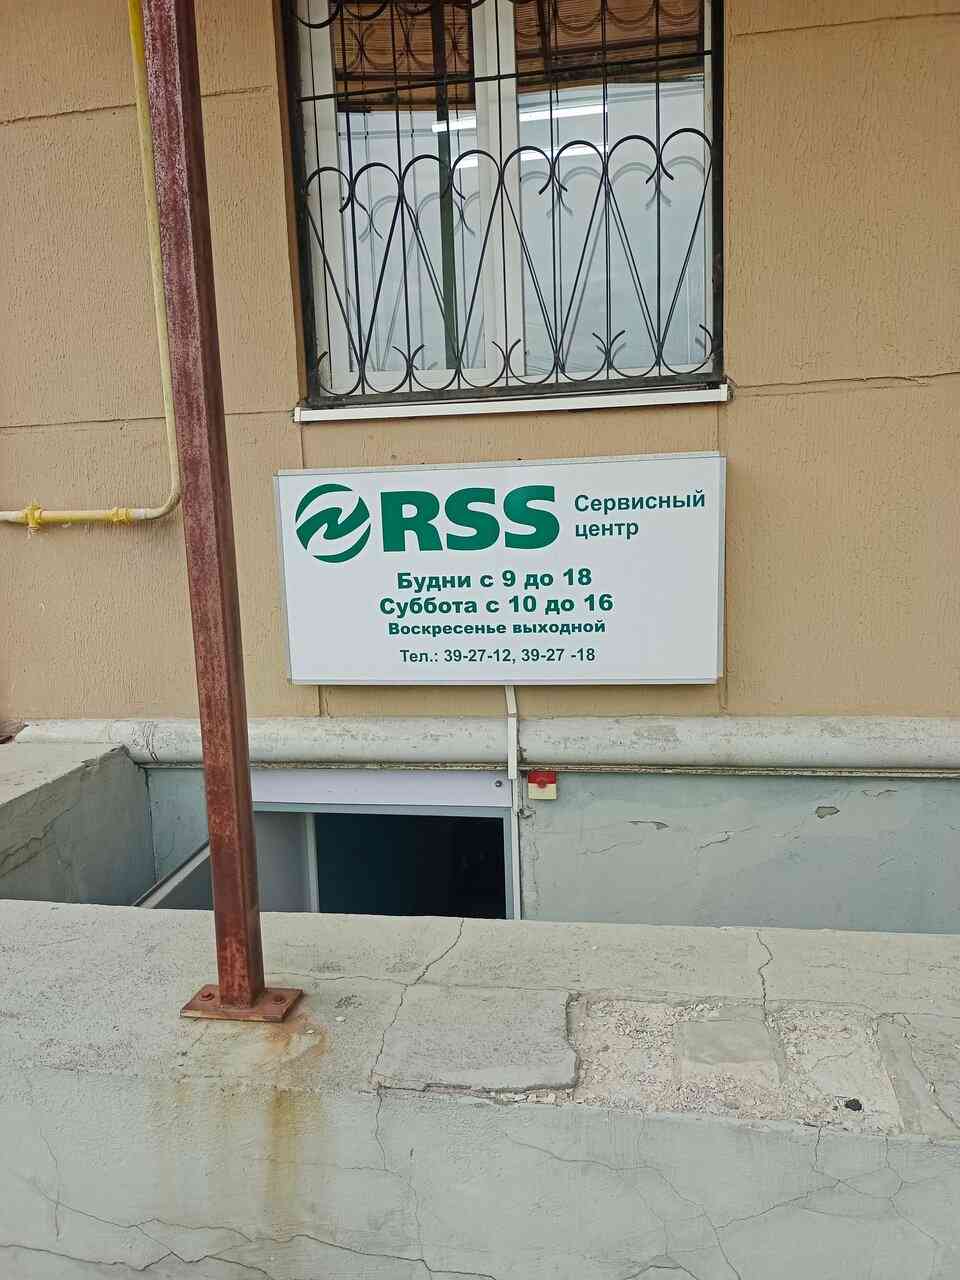 RSS Сервисный
центр
Будни с 9 до 18
Суббота с 10 до 16
Воскресенье выходной
Тел.: 39-27-12, 39-27 -18